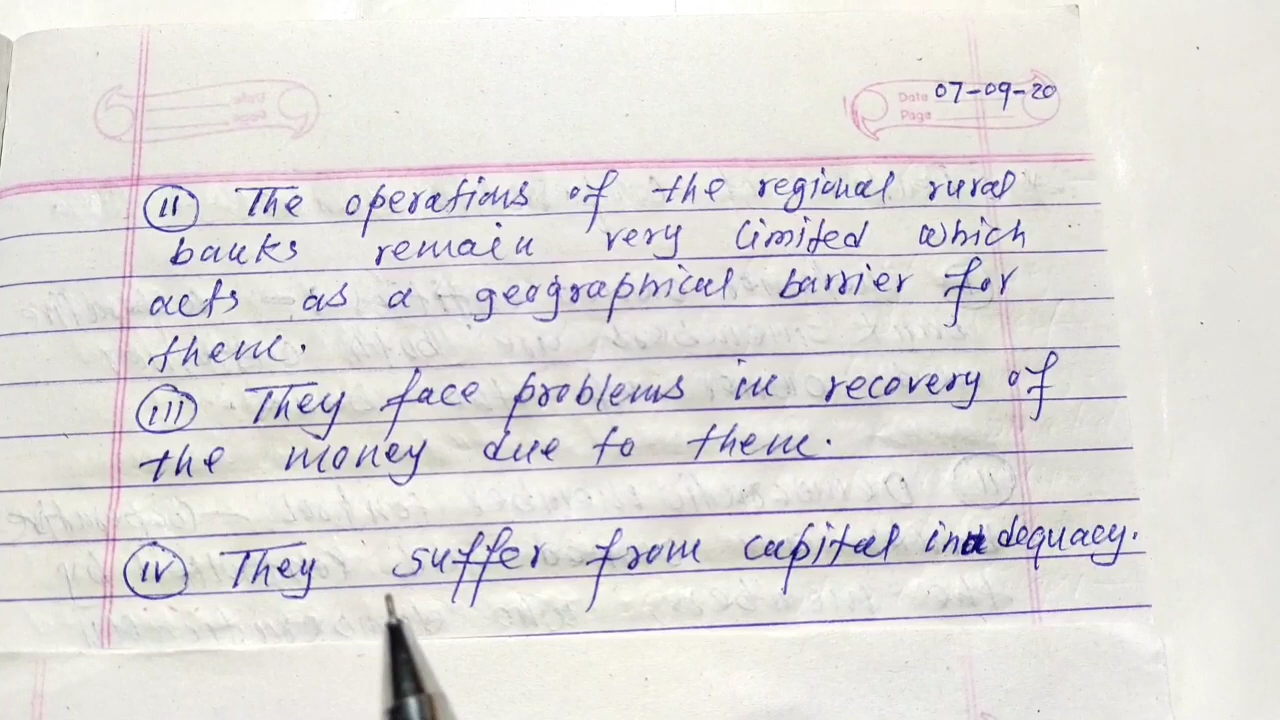 Date 07-09-20
Page
(ii) The operations of the regional rural
banks remain very limited which
acts as a geographical barrier for
them.
(iii) They face problems in recovery of
the money due to them.
(iv) They suffer from capital inadequacy.